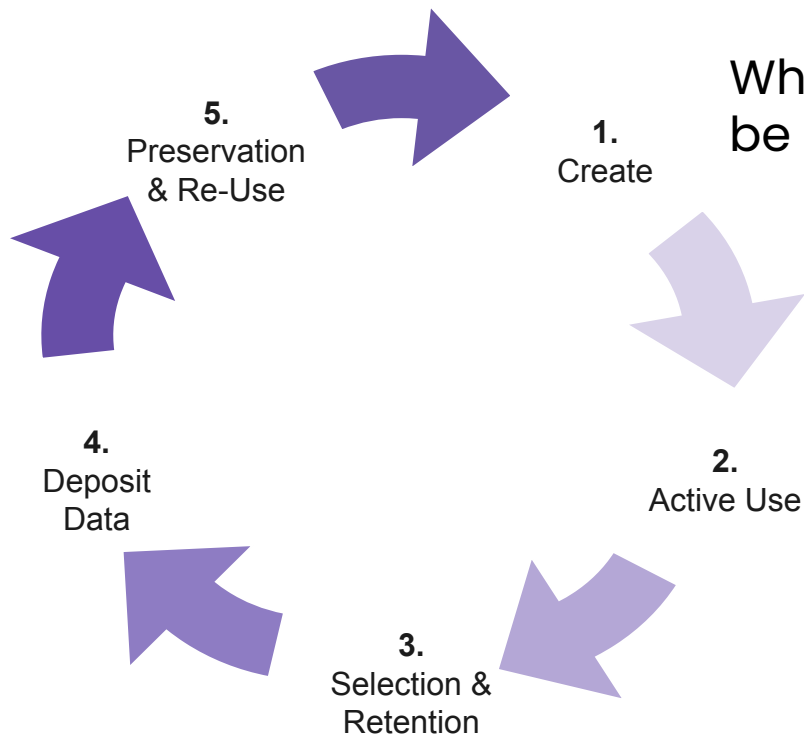 Wh
be
1.
Create
2.
Active Use
3.
Selection &
Retention
4.
Deposit
Data
5.
Preservation
& Re-Use